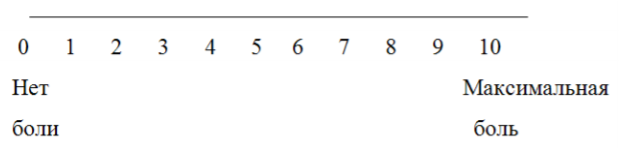 0 1 2 3 4 5 6 7 8 9 10
Нет Максимальная
боли боль